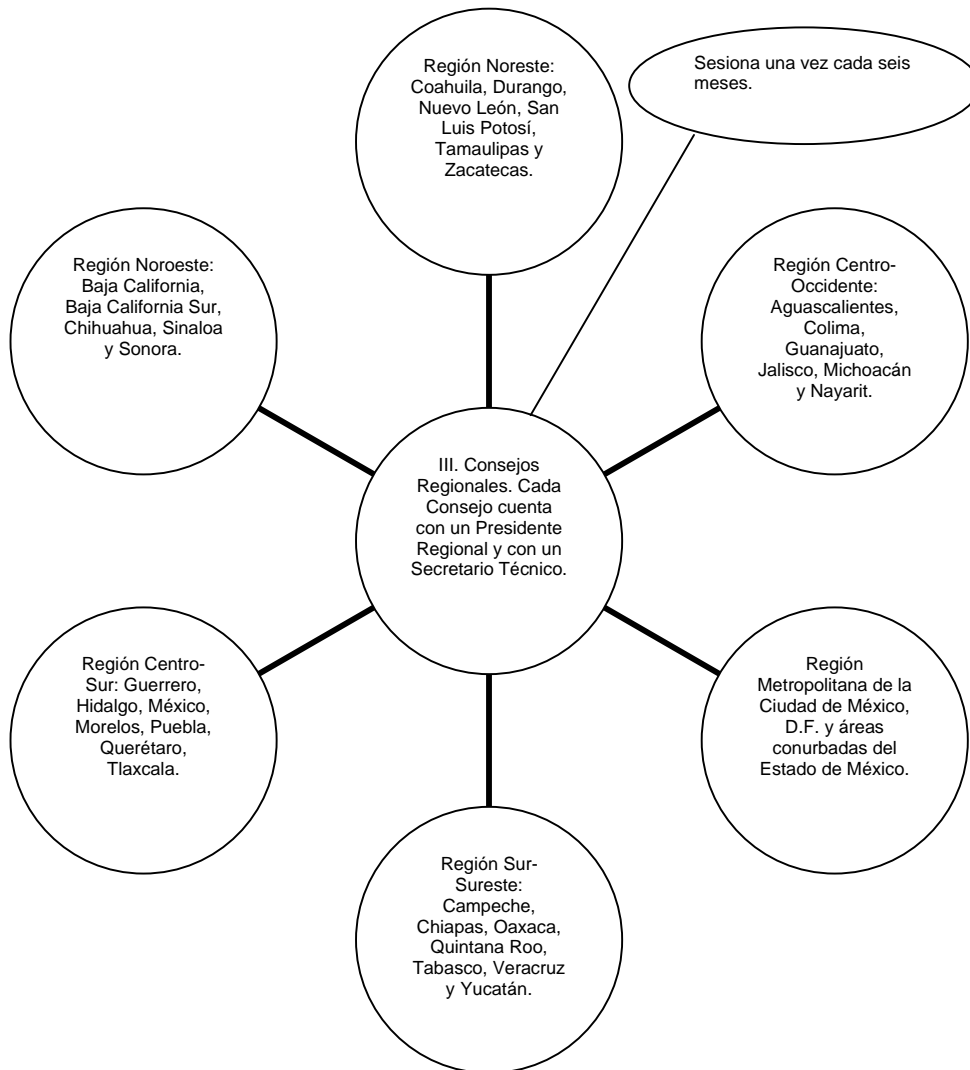 Región Noreste:
Coahuila, Durango,
Nuevo León, San
Luis Potosí,
Tamaulipas y
Zacatecas.
Sesiona una vez cada seis
meses.
Región Noroeste:
Baja California,
Baja California Sur,
Chihuahua, Sinaloa
y Sonora.
Región Centro-
Occidente:
Aguascalientes,
Colima,
Guanajuato,
Jalisco, Michoacán
y Nayarit.
III. Consejos
Regionales. Cada
Consejo cuenta
con un Presidente
Regional y con un
Secretario Técnico.
Región Centro-
Sur: Guerrero,
Hidalgo, México,
Morelos, Puebla,
Querétaro,
Tlaxcala.
Región
Metropolitana de la
Ciudad de México,
D.F. y áreas
conurbadas del
Estado de México.
Región Sur-
Sureste:
Campeche,
Chiapas, Oaxaca,
Quintana Roo,
Tabasco, Veracruz
y Yucatán.